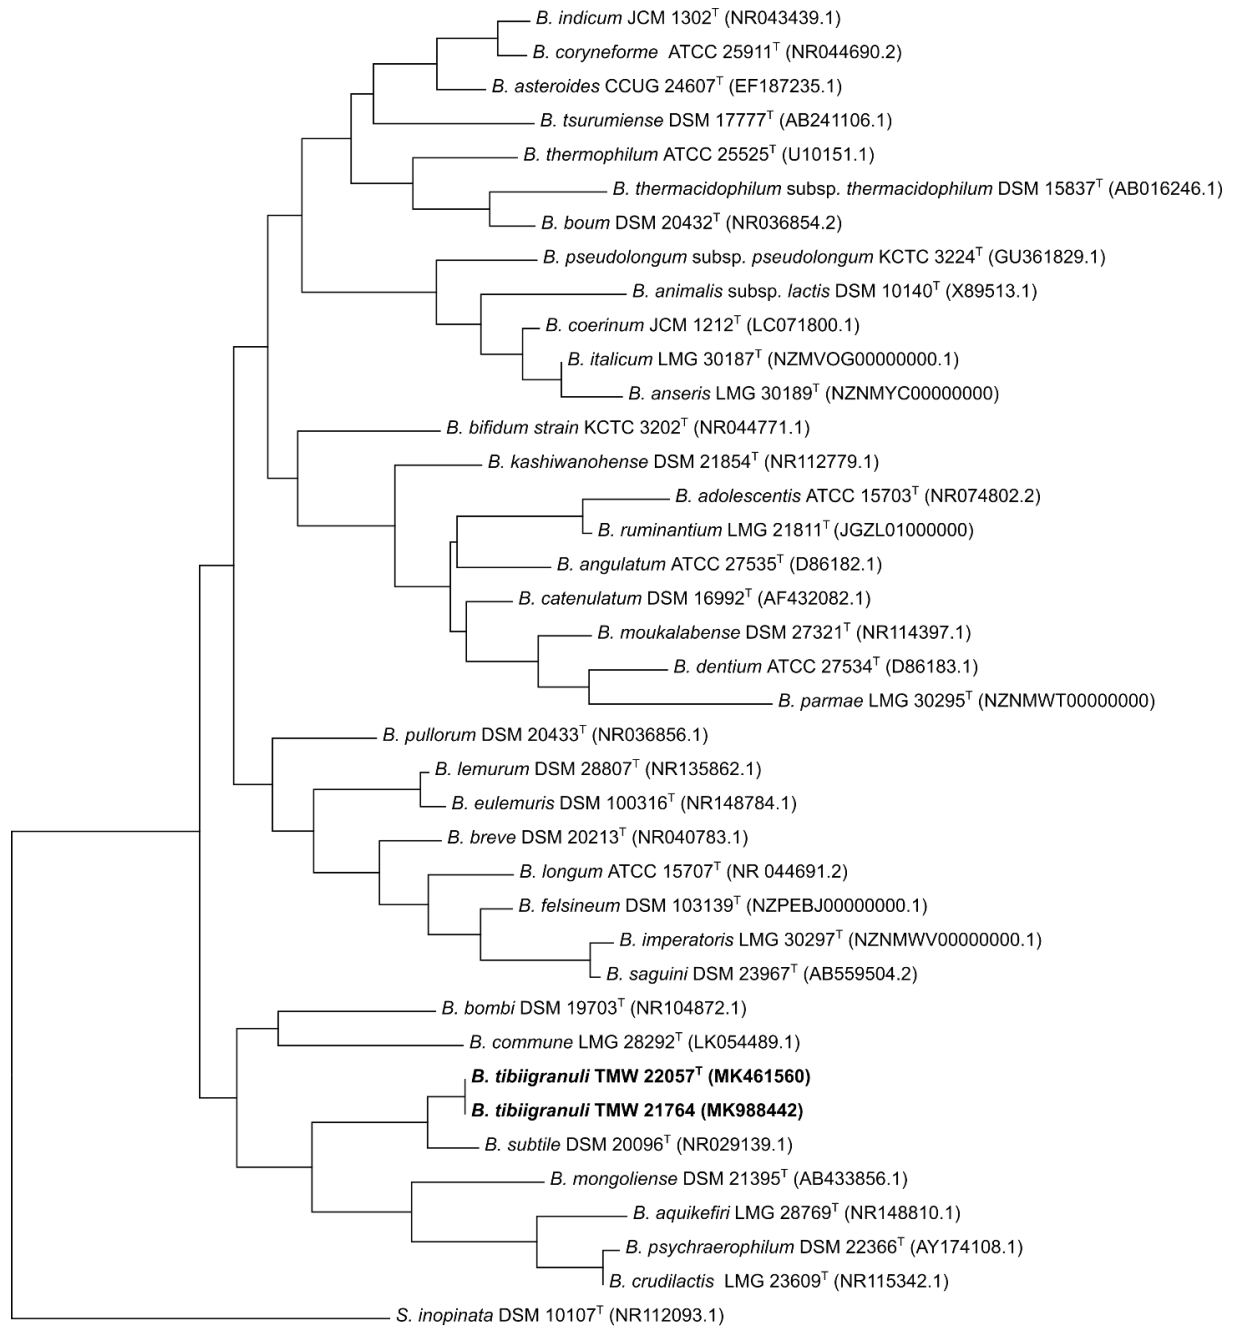 B. indicum JCM 1302ᵀ (NR043439.1)
B. coryneforme ATCC 25911ᵀ (NR044690.2)
B. asteroides CCUG 24607ᵀ (EF187235.1)
B. tsurumiense DSM 17777ᵀ (AB241106.1)
B. thermophilum ATCC 25525ᵀ (U10151.1)
B. thermacidophilum subsp. thermacidophilum DSM 15837ᵀ (AB016246.1)
B. boum DSM 20432ᵀ (NR036854.2)
B. pseudolongum subsp. pseudolongum KCTC 3224ᵀ (GU361829.1)
B. animalis subsp. lactis DSM 10140ᵀ (X89513.1)
B. coerinum JCM 1212ᵀ (LC071800.1)
B. italicum LMG 30187ᵀ (NZMVOG00000000.1)
B. anseris LMG 30189ᵀ (NZNMYC00000000)
B. bifidum strain KCTC 3202ᵀ (NR044771.1)
B. kashiwanohense DSM 21854ᵀ (NR112779.1)
B. adolescentis ATCC 15703ᵀ (NR074802.2)
B. ruminantium LMG 21811ᵀ (JGZL01000000)
B. angulatum ATCC 27535ᵀ (D86182.1)
B. catenulatum DSM 16992ᵀ (AF432082.1)
B. moukalabense DSM 27321ᵀ (NR114397.1)
B. dentium ATCC 27534ᵀ (D86183.1)
B. parmae LMG 30295ᵀ (NZNMWT00000000)
B. pullorum DSM 20433ᵀ (NR036856.1)
B. lemurum DSM 28807ᵀ (NR135862.1)
B. eulemuris DSM 100316ᵀ (NR148784.1)
B. breve DSM 20213ᵀ (NR040783.1)
B. longum ATCC 15707ᵀ (NR 044691.2)
B. felsineum DSM 103139ᵀ (NZPEBJ00000000.1)
B. imperatoris LMG 30297ᵀ (NZNMWV00000000.1)
B. saguini DSM 23967ᵀ (AB559504.2)
B. bombi DSM 19703ᵀ (NR104872.1)
B. commune LMG 28292ᵀ (LK054489.1)
B. tibiigranuli TMW 22057ᵀ (MK461560)
B. tibiigranuli TMW 21764 (MK988442)
B. subtile DSM 20096ᵀ (NR029139.1)
B. mongoliense DSM 21395ᵀ (AB433856.1)
B. aquikefiri LMG 28769ᵀ (NR148810.1)
B. psychraerophilum DSM 22366ᵀ (AY174108.1)
B. crudilactis LMG 23609ᵀ (NR115342.1)
S. inopinata DSM 10107ᵀ (NR112093.1)